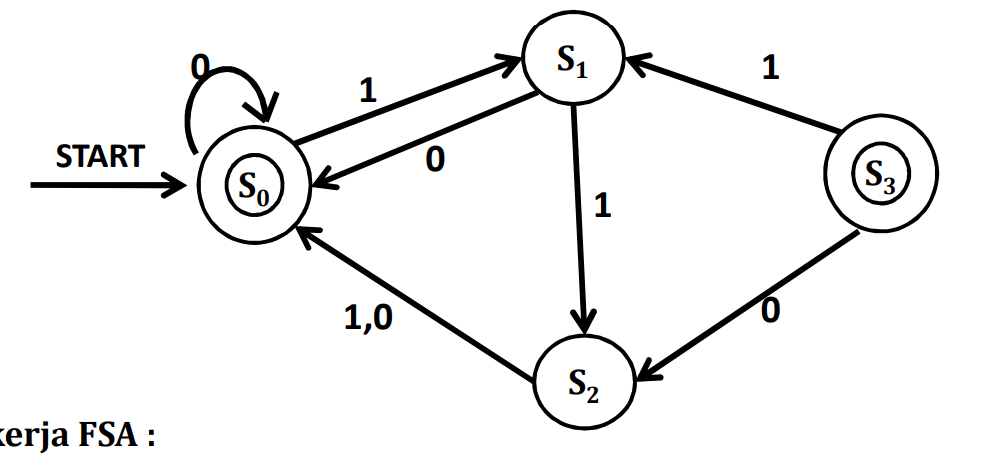 0
1
S₁
1
START
0
S₀
S₃
1
1,0
0
S₂
kerja FSA :